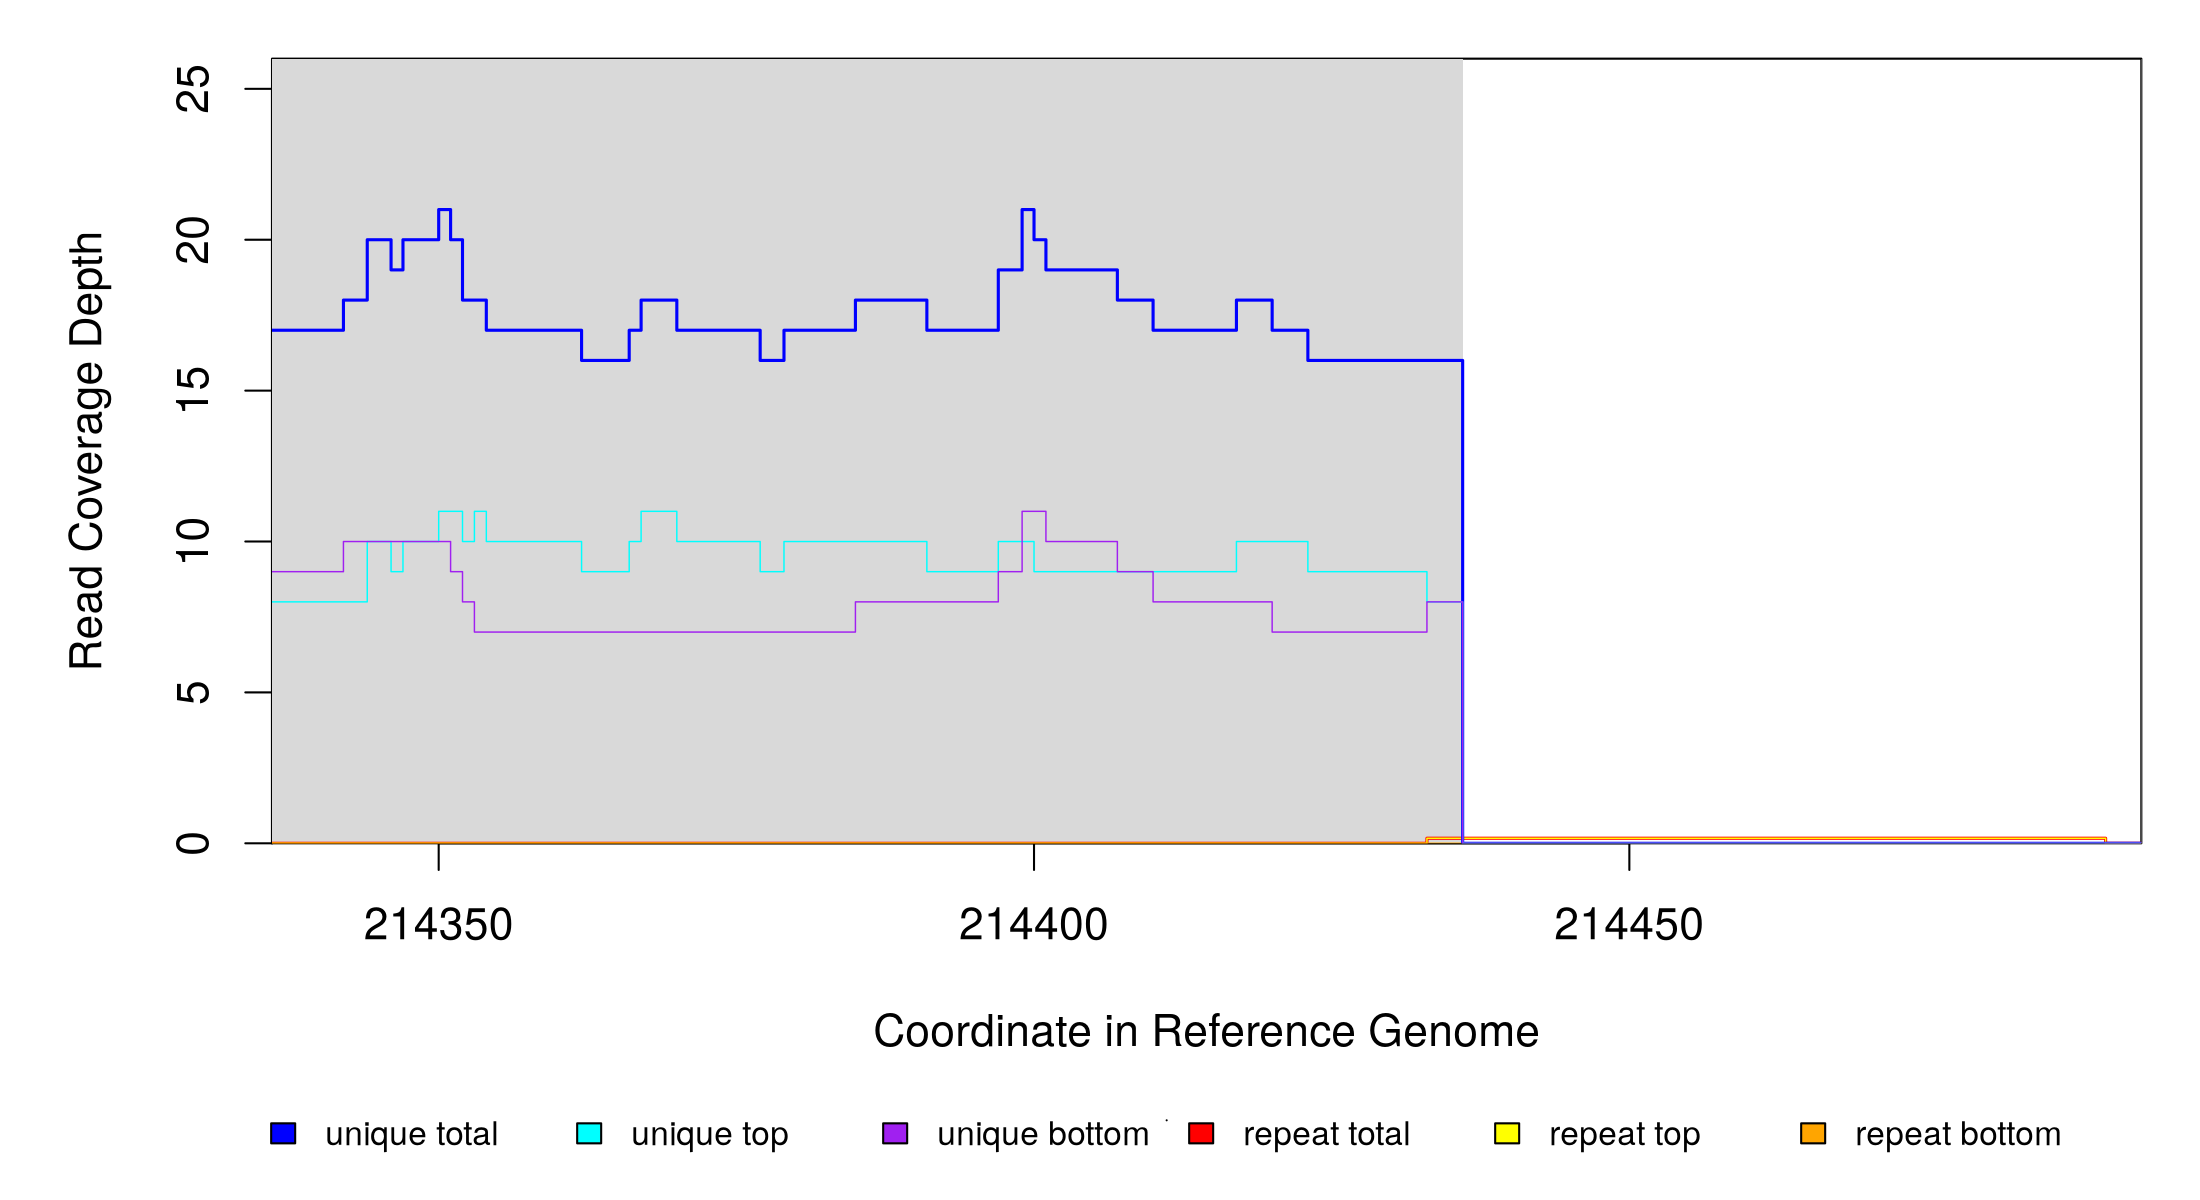 Read Coverage Depth
25
20
15
10
5
0
214350 214400 214450
Coordinate in Reference Genome
unique total unique top unique bottom repeat total repeat top repeat bottom